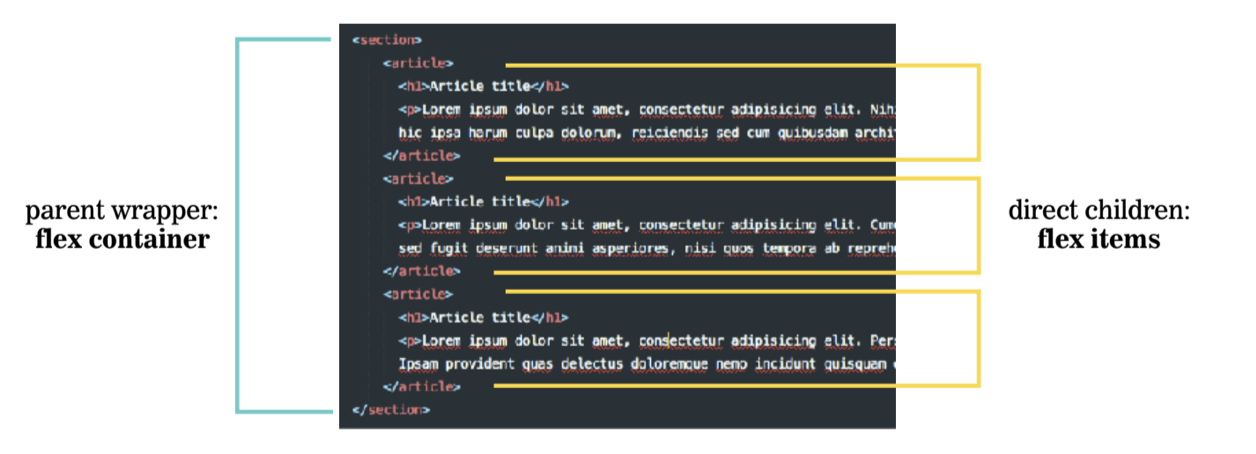 <section>
<article>
<h1>Article title</h1>
<p>Lorem ipsum dolor sit amet, consectetur adipisicing elit. Nih
hic ipsa harum culpa dolorum, reiciendis sed cum quibusdam archi
</article>
<article>
<h1>Article title</h1>
<p>Lorem ipsum dolor sit amet, consectetur adipisicing elit. Cum
sed fugit deserunt animi asperiores, nisi quos tempora ab reprehe
</article>
<article>
<h1>Article title</h1>
<p>Lorem ipsum dolor sit amet, consectetur adipisicing elit. Pers
Ipsam provident quas delectus doloremque nemo incidunt quisquam
</article>
</section>
parent wrapper:
flex container
direct children:
flex items